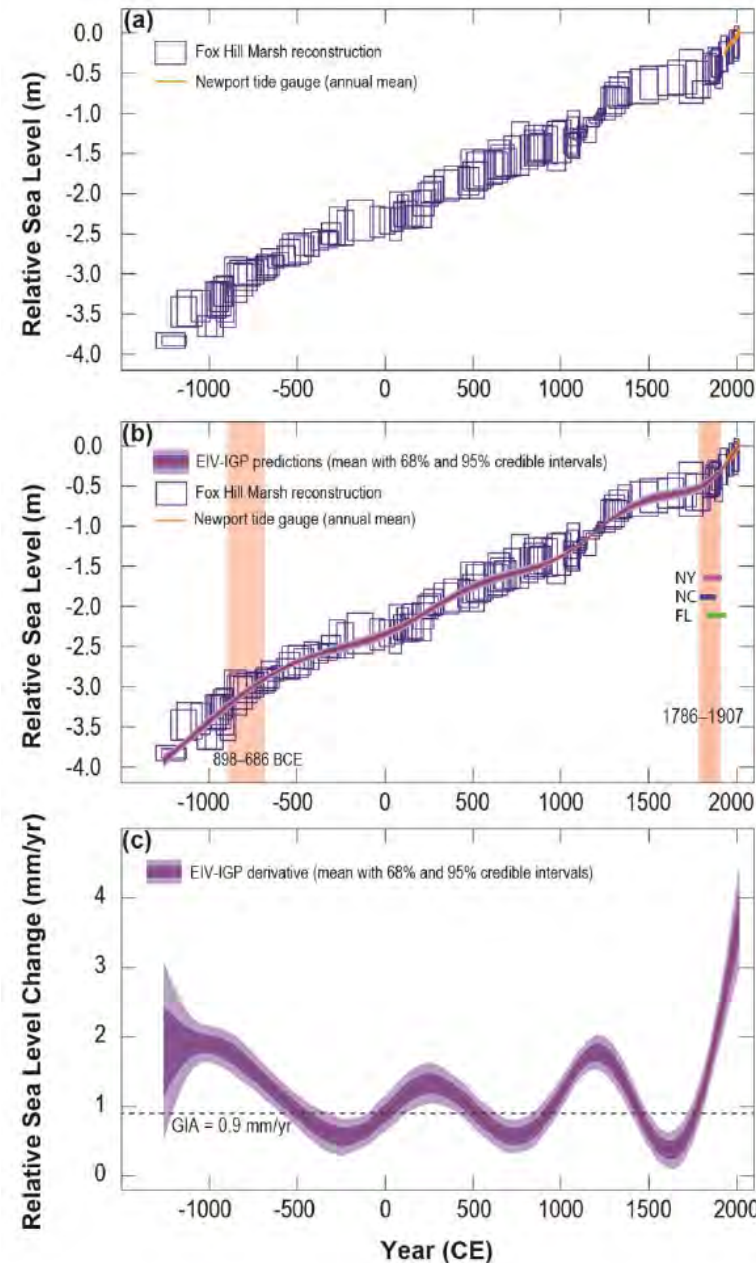 (a)
Fox Hill Marsh reconstruction
Newport tide gauge (annual mean)
Relative Sea Level (m)
0.0
-0.5
-1.0
-1.5
-2.0
-2.5
-3.0
-3.5
-4.0
-1000 -500 0 500 1000 1500 2000
(b)
EIV-IGP predictions (mean with 68% and 95% credible intervals)
Fox Hill Marsh reconstruction
Newport tide gauge (annual mean)
Relative Sea Level (m)
0.0
-0.5
-1.0
-1.5
-2.0
-2.5
-3.0
-3.5
-4.0
NY
NC
FL
1786–1907
898–686 BCE
-1000 -500 0 500 1000 1500 2000
(c)
EIV-IGP derivative (mean with 68% and 95% credible intervals)
Relative Sea Level Change (mm/yr)
4
3
2
1
0
GIA = 0.9 mm/yr
-1000 -500 0 500 1000 1500 2000
Year (CE)